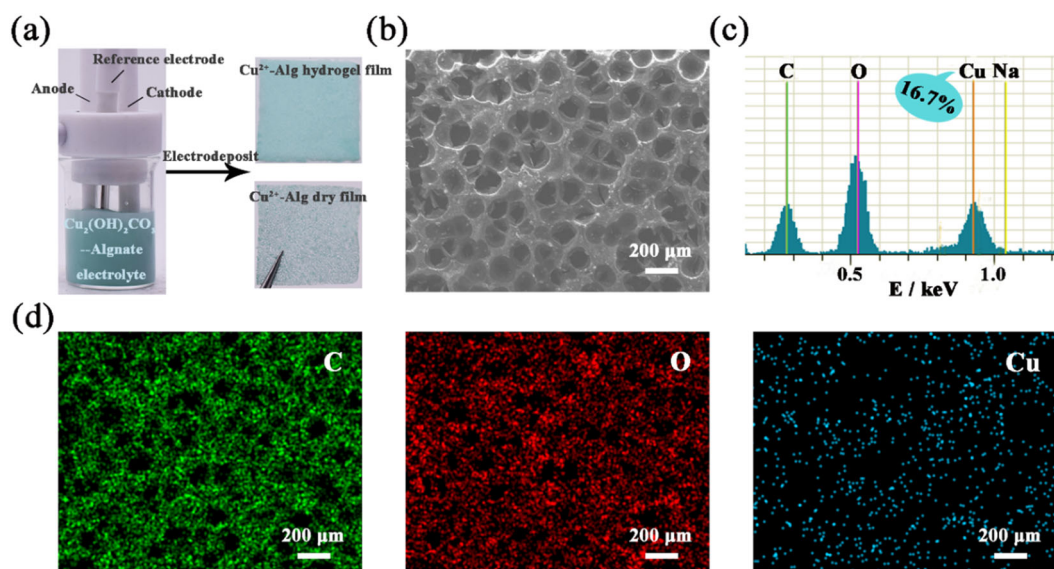 (a)
Reference electrode
Anode
Cathode
Cu₂(OH)₂CO₃
--Algnate
electrolyte
Electrodeposit
Cu²⁺-Alg hydrogel film
Cu²⁺-Alg dry film
(b)
200 µm
(c)
C O Cu Na
16.7%
0.5 1.0
E / keV
(d)
C
200 µm
O
200 µm
Cu
200 µm